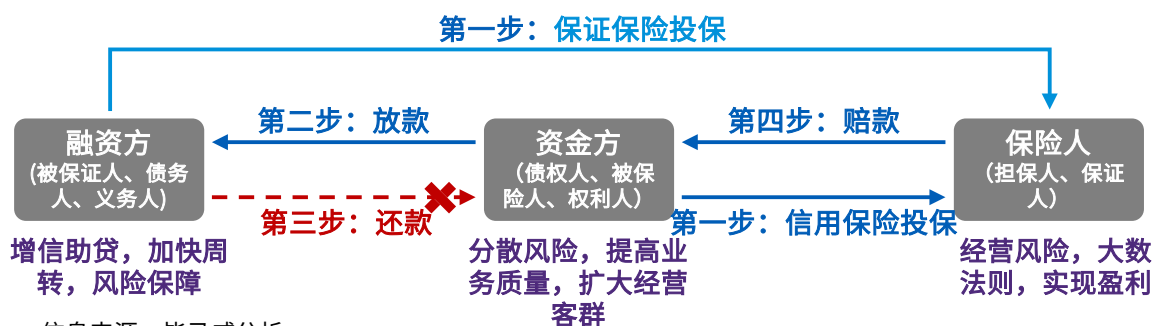 第一步：保证保险投保
第二步：放款
第四步：赔款
融资方
(被保证人、债务
人、义务人)
资金方
（债权人、被保
险人、权利人）
保险人
（担保人、保证
人）
第三步：还款
第一步：信用保险投保
增信助贷，加快周
转，风险保障
分散风险，提高业
务质量，扩大经营
客群
经营风险，大数
法则，实现盈利